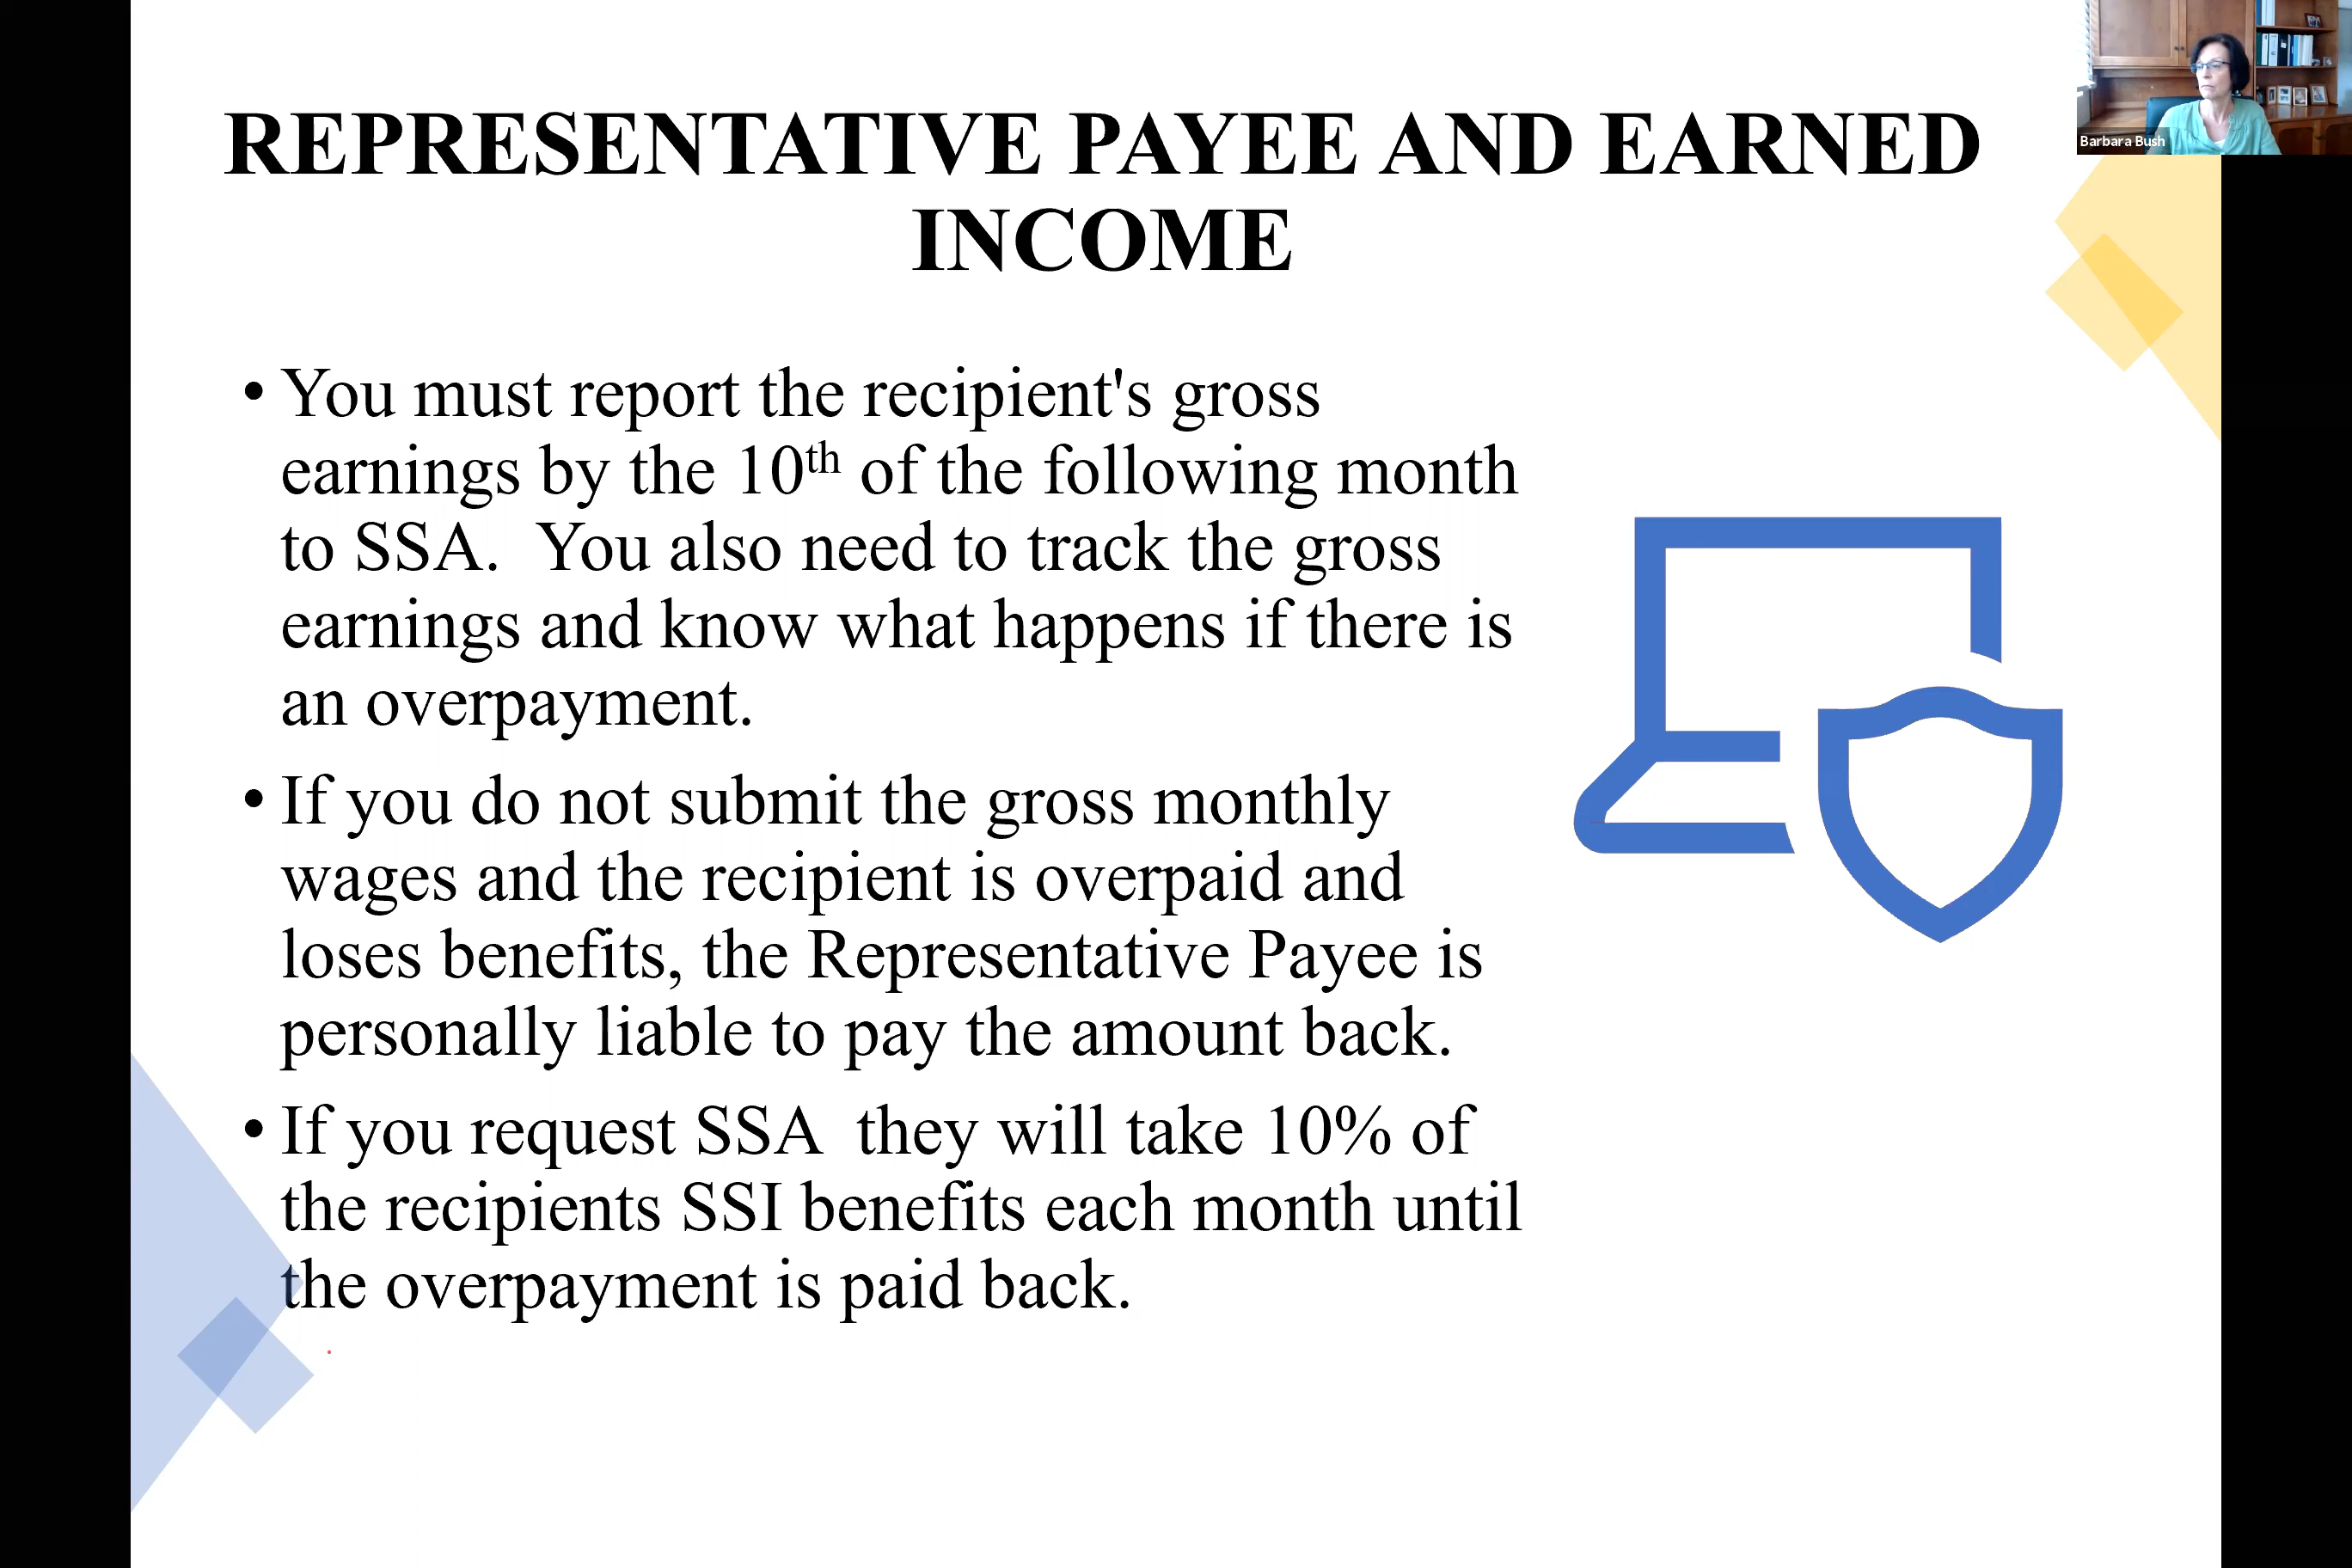 REPRESENTATIVE PAYEE AND EARNED
INCOME
Barbara Bush
• You must report the recipient's gross
earnings by the 10th of the following month
to SSA.  You also need to track the gross
earnings and know what happens if there is
an overpayment.
• If you do not submit the gross monthly
wages and the recipient is overpaid and
loses benefits, the Representative Payee is
personally liable to pay the amount back.
• If you request SSA  they will take 10% of
the recipients SSI benefits each month until
the overpayment is paid back.